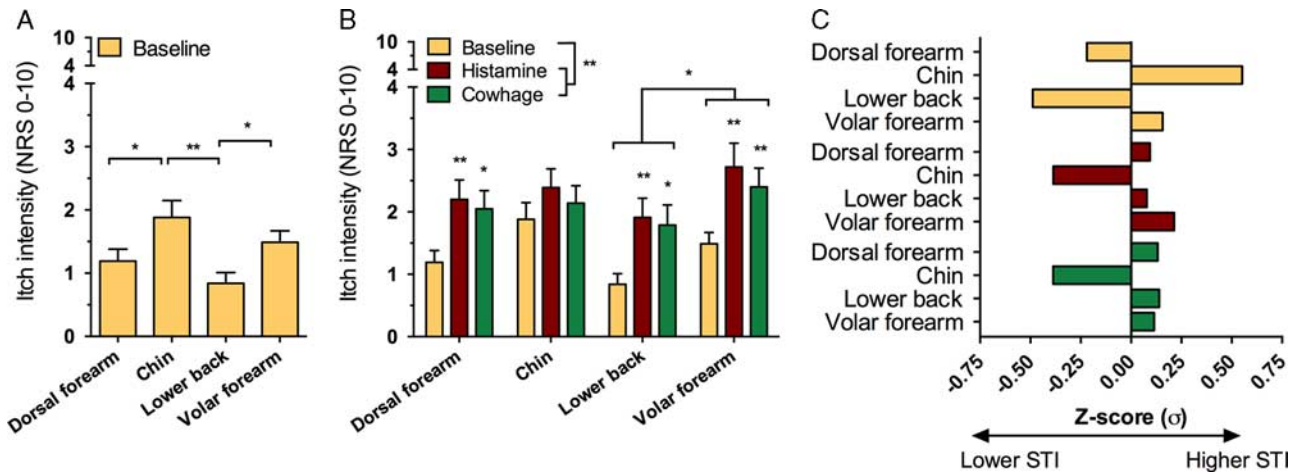 A
Itch intensity (NRS 0-10)
10
4
4
3
2
1
0
Baseline
*
**
*
Dorsal forearm
Chin
Lower back
Volar forearm
B
Itch intensity (NRS 0-10)
10
4
4
3
2
1
0
Baseline
Histamine
Cowhage
**
*
**
*
**
*
**
**
Dorsal forearm
Chin
Lower back
Volar forearm
C
Dorsal forearm
Chin
Lower back
Volar forearm
Dorsal forearm
Chin
Lower back
Volar forearm
Dorsal forearm
Chin
Lower back
Volar forearm
-0.75
-0.50
-0.25
0.00
0.25
0.50
0.75
Z-score (σ)
Lower STI
Higher STI